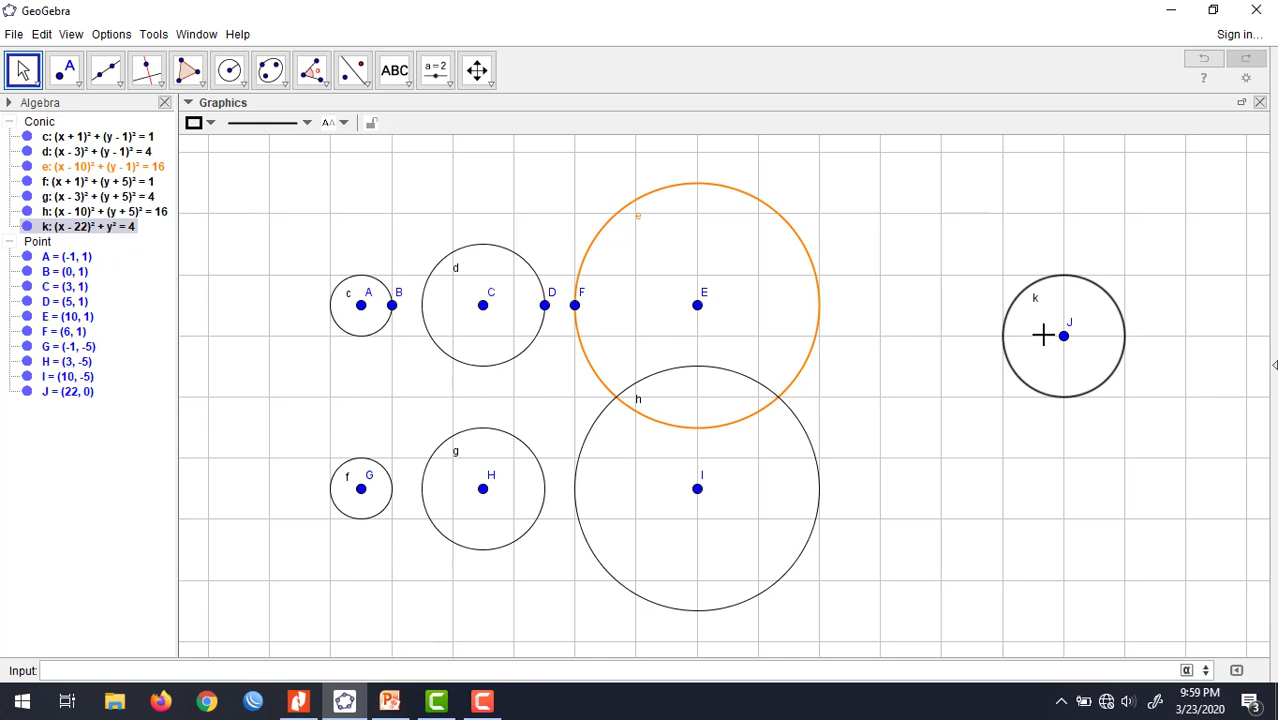 GeoGebra
File Edit View Options Tools Window Help
Sign in...
A
ABC
a = 2
?
Algebra
Graphics
AA
?
Conic
c: (x + 1)² + (y - 1)² = 1
d: (x - 3)² + (y - 1)² = 4
e: (x - 10)² + (y - 1)² = 16
f: (x + 1)² + (y + 5)² = 1
g: (x - 3)² + (y + 5)² = 4
h: (x - 10)² + (y + 5)² = 16
k: (x - 22)² + y² = 4
Point
A = (-1, 1)
B = (0, 1)
C = (3, 1)
D = (5, 1)
E = (10, 1)
F = (6, 1)
G = (-1, -5)
H = (3, -5)
I = (10, -5)
J = (22, 0)
e
d
c A B C D F E
k
J
h
g
f G H I
Input:
α
9:59 PM
3/23/2020
3